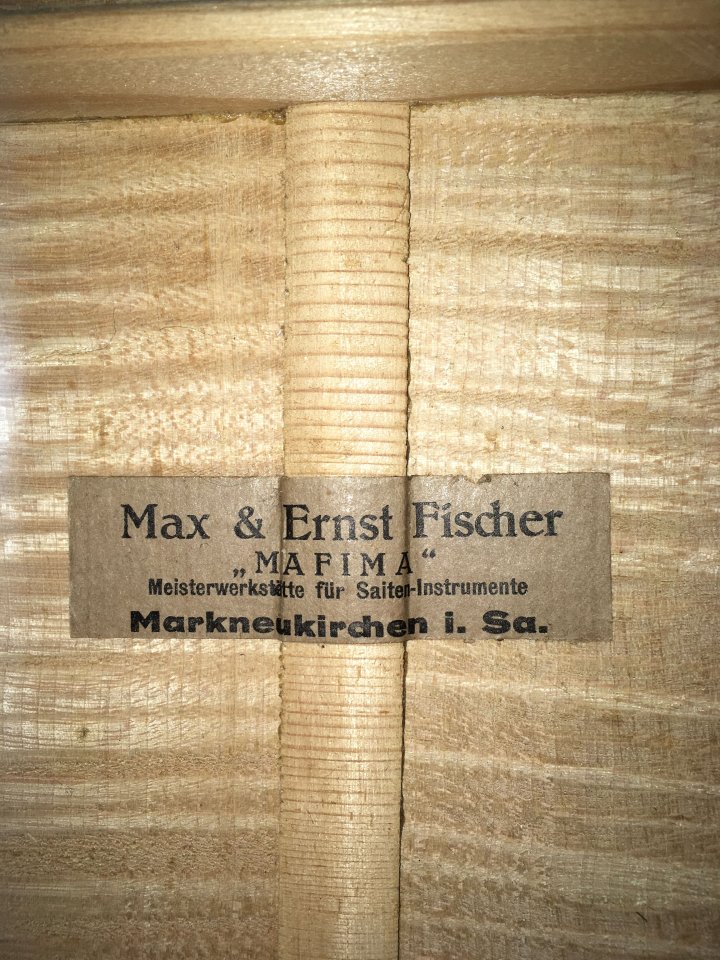 Max & Ernst Fischer
„MAFIMA“
Meisterwerkstätte für Saiten-Instrumente
Markneukirchen i. Sa.